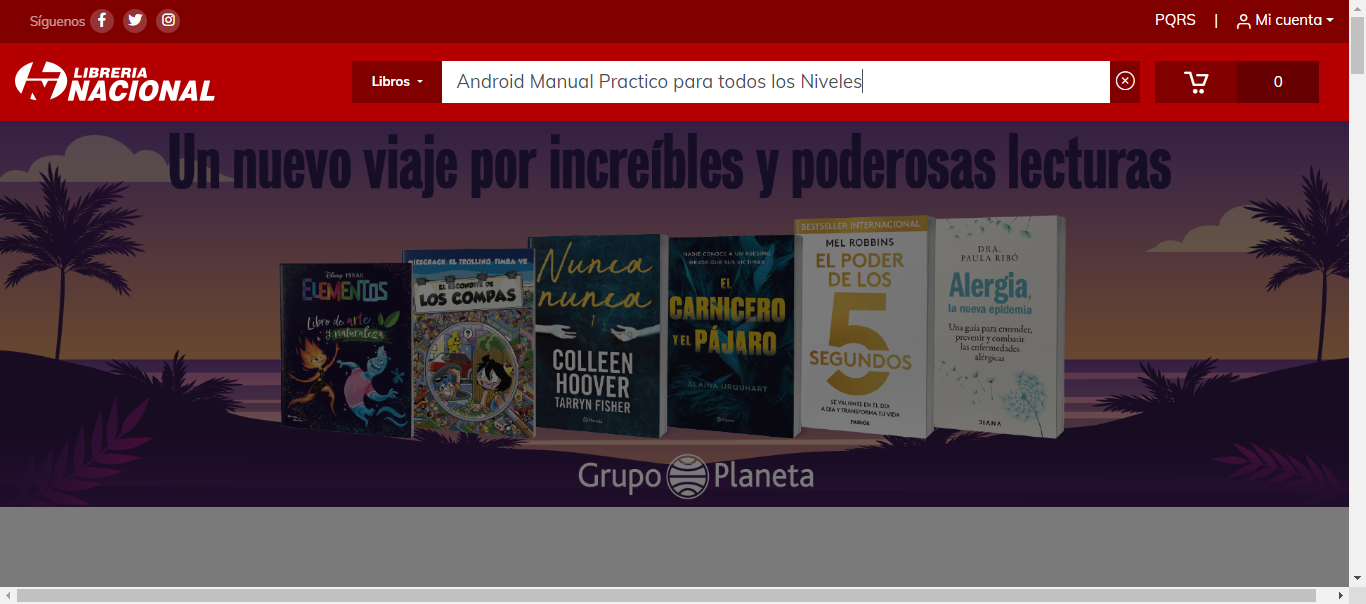 Síguenos
PQRS | Mi cuenta
LIBRERIA
NACIONAL
Libros
Android Manual Practico para todos los Niveles
0
Un nuevo viaje por increíbles y poderosas lecturas
Disney PIXAR
ELEMENTOS
Libro de arte
y naturaleza
MIKECRACK, EL TROLLINO, TIMBA VK
EL ESCONDITE DE
LOS COMPAS
Nunca
nunca
1
COLLEEN
HOOVER
TARRYN FISHER
Planeta
NADIE CONOCE A UN ASESINO
MEJOR QUE SUS VÍCTIMAS
EL
CARNICERO
Y EL PÁJARO
ALAINA URQUHART
Planeta
BESTSELLER INTERNACIONAL
MEL ROBBINS
EL PODER
DE LOS
5
SEGUNDOS
SÉ VALIENTE EN EL DÍA
A DÍA Y TRANSFORMA TU VIDA
PAIDÓS
DRA.
PAULA RIBÓ
Alergia,
la nueva epidemia
Una guía para entender,
prevenir y combatir
las enfermedades
alérgicas
DIANA
Grupo Planeta